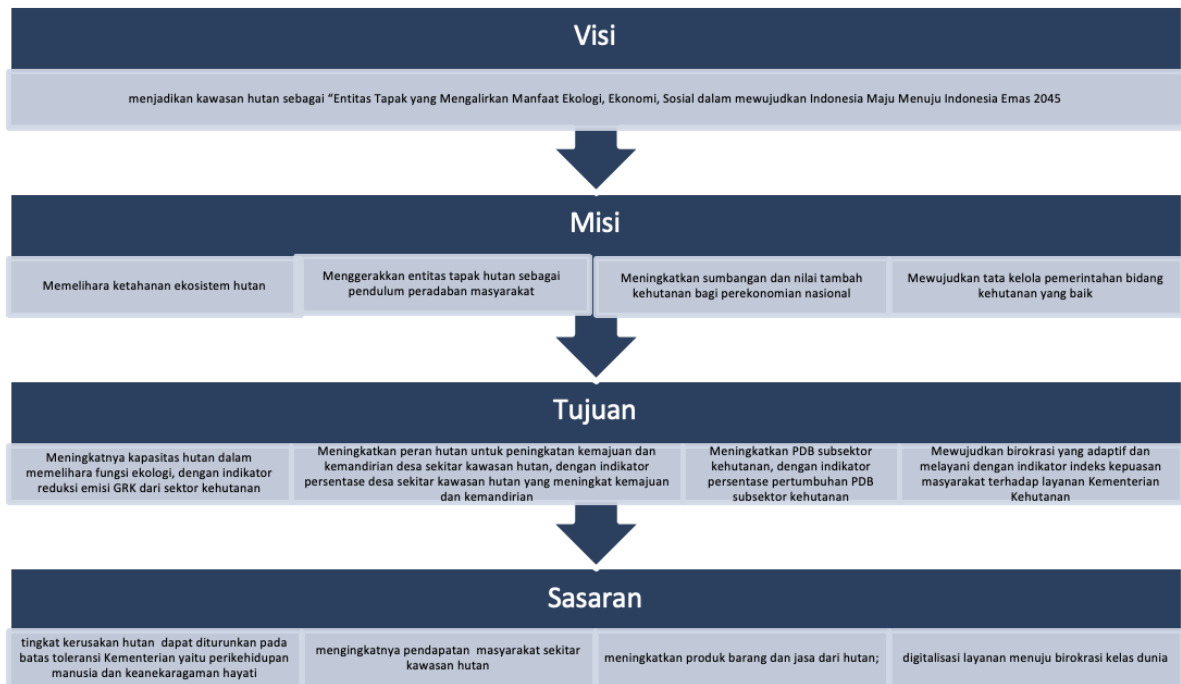 Visi
menjadikan kawasan hutan sebagai “Entitas Tapak yang Mengalirkan Manfaat Ekologi, Ekonomi, Sosial dalam mewujudkan Indonesia Maju Menuju Indonesia Emas 2045
Misi
Memelihara ketahanan ekosistem hutan
Menggerakkan entitas tapak hutan sebagai
pendulum peradaban masyarakat
Meningkatkan sumbangan dan nilai tambah
kehutanan bagi perekonomian nasional
Mewujudkan tata kelola pemerintahan bidang
kehutanan yang baik
Tujuan
Meningkatnya kapasitas hutan dalam
memelihara fungsi ekologi, dengan indikator
reduksi emisi GRK dari sektor kehutanan
Meningkatkan peran hutan untuk peningkatan kemajuan dan
kemandirian desa sekitar kawasan hutan, dengan indikator
persentase desa sekitar kawasan hutan yang meningkat kemajuan
dan kemandirian
Meningkatkan PDB subsektor
kehutanan, dengan indikator
persentase pertumbuhan PDB
subsektor kehutanan
Mewujudkan birokrasi yang adaptif dan
melayani dengan indikator indeks kepuasan
masyarakat terhadap layanan Kementerian
Kehutanan
Sasaran
tingkat kerusakan hutan dapat diturunkan pada
batas toleransi Kementerian yaitu perikehidupan
manusia dan keanekaragaman hayati
mengingkatnya pendapatan masyarakat sekitar
kawasan hutan
meningkatkan produk barang dan jasa dari hutan;
digitalisasi layanan menuju birokrasi kelas dunia